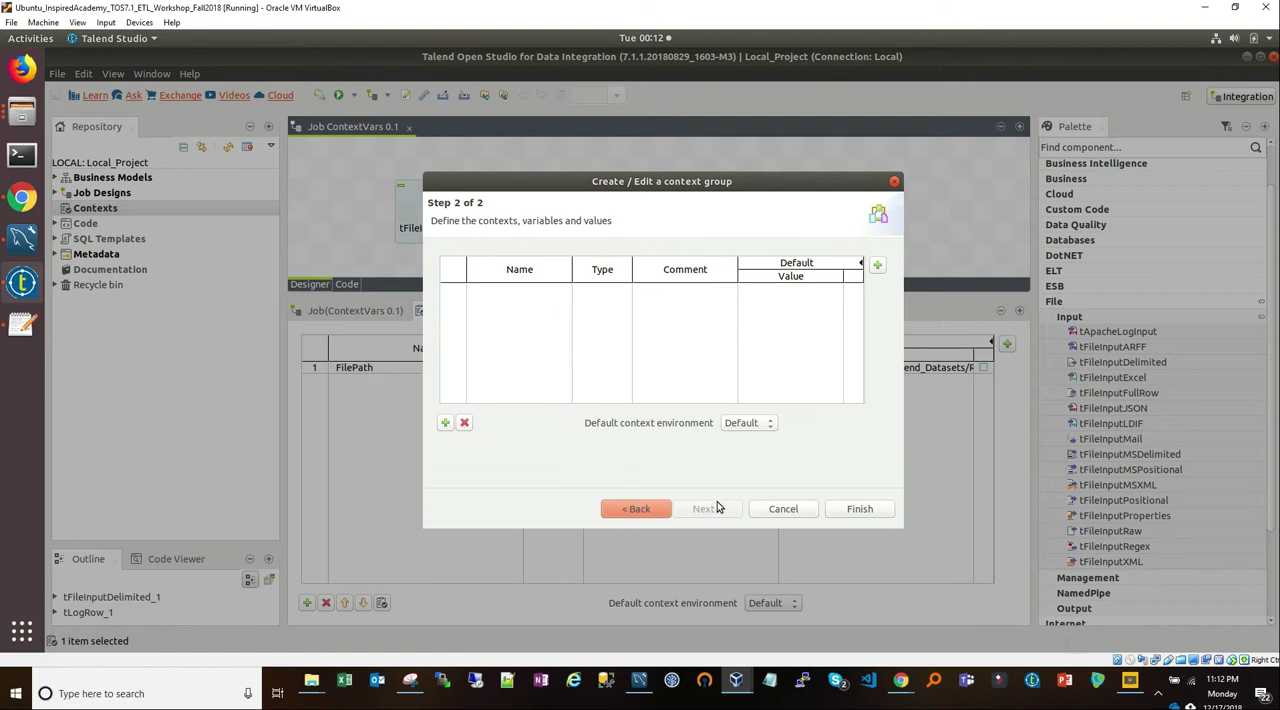 Ubuntu_InspiredAcademy_TOS7.1_ETL_Workshop_Fall2018 [Running] - Oracle VM VirtualBox
File Machine View Input Devices Help
Activities Talend Studio Tue 00:12
Talend Open Studio for Data Integration (7.1.1.20180829_1603-M3) | Local_Project (Connection: Local)
File Edit View Window Help
Learn Ask Exchange Videos Cloud Integration
Repository
LOCAL: Local_Project
Business Models
Job Designs
Contexts
Code
SQL Templates
Metadata
Documentation
Recycle bin
Job ContextVars 0.1
Designer Code
Job(ContextVars 0.1)
1 FilePath
Default context environment Default
Create / Edit a context group
Step 2 of 2
Define the contexts, variables and values
Name Type Comment Default
Value
Default context environment Default
< Back Next Cancel Finish
Palette
Find component...
Business Intelligence
Business
Cloud
Custom Code
Data Quality
Databases
DotNET
ELT
ESB
File
Input
tApacheLogInput
tFileInputARFF
tFileInputDelimited
tFileInputExcel
tFileInputFullRow
tFileInputJSON
tFileInputLDIF
tFileInputMail
tFileInputMSDelimited
tFileInputMSPositional
tFileInputMSXML
tFileInputPositional
tFileInputProperties
tFileInputRaw
tFileInputRegex
tFileInputXML
Management
NamedPipe
Output
Internet
Outline Code Viewer
tFileInputDelimited_1
tLogRow_1
1 item selected
Type here to search
11:12 PM
Monday
12/17/2018